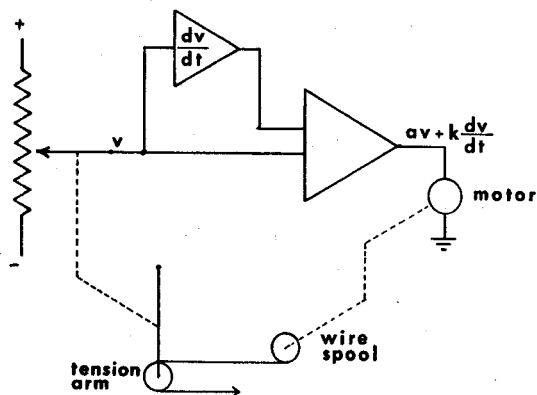 +
dv
dt
v
av + k dv
dt
motor
-
wire
spool
tension
arm